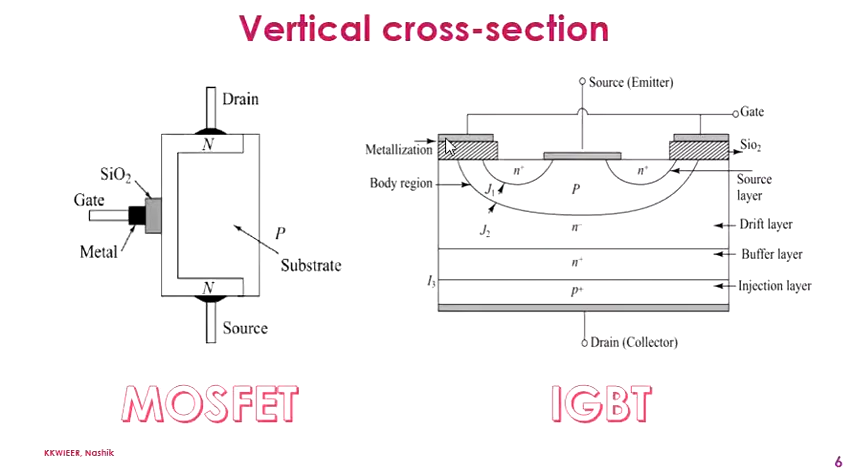 Vertical cross-section
Drain
N
SiO2
Gate
Metal
P
Substrate
N
Source
MOSFET
Source (Emitter)
Gate
Metallization
Sio2
n+
n+
Body region
J1
P
Source
layer
J2
n-
Drift layer
n+
Buffer layer
I3
p+
Injection layer
Drain (Collector)
IGBT
KKWIEER, Nashik
6